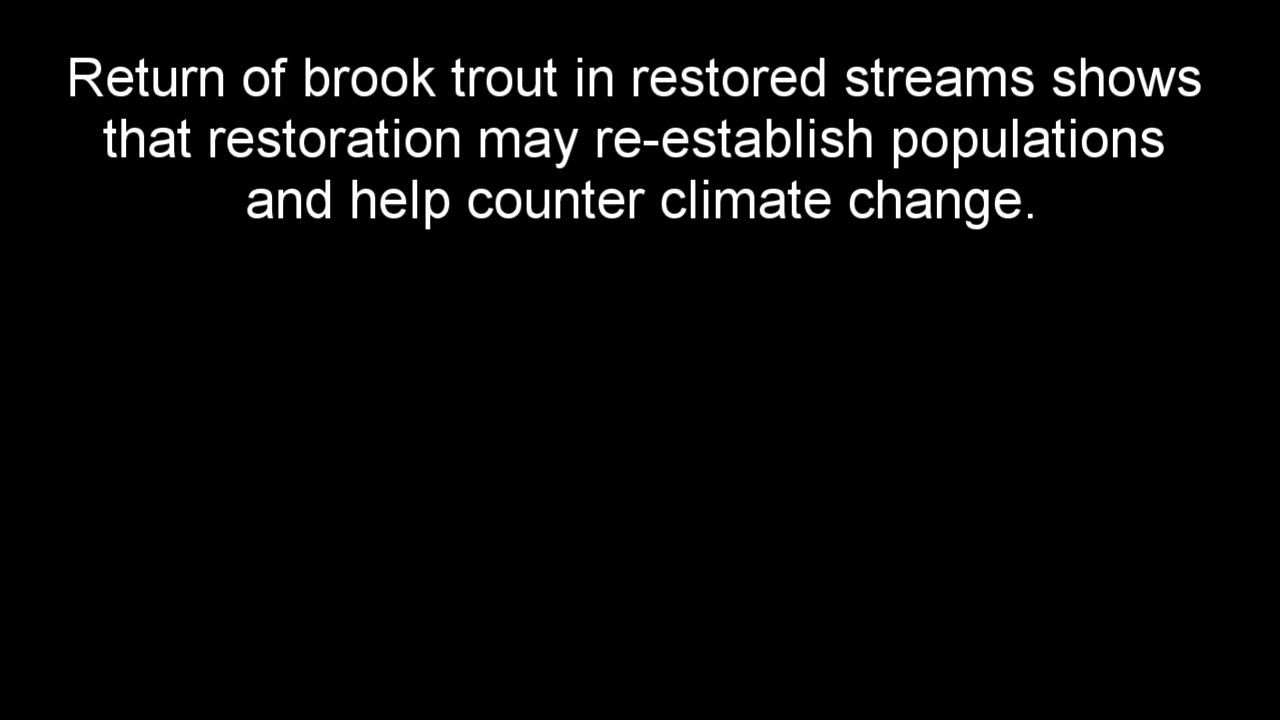 Return of brook trout in restored streams shows
that restoration may re-establish populations
and help counter climate change.